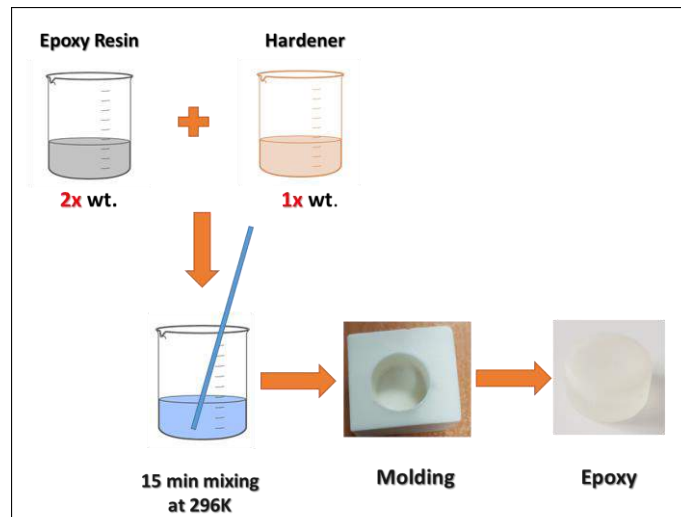 Epoxy Resin
Hardener
2x wt.
1x wt.
15 min mixing
at 296K
Molding
Epoxy